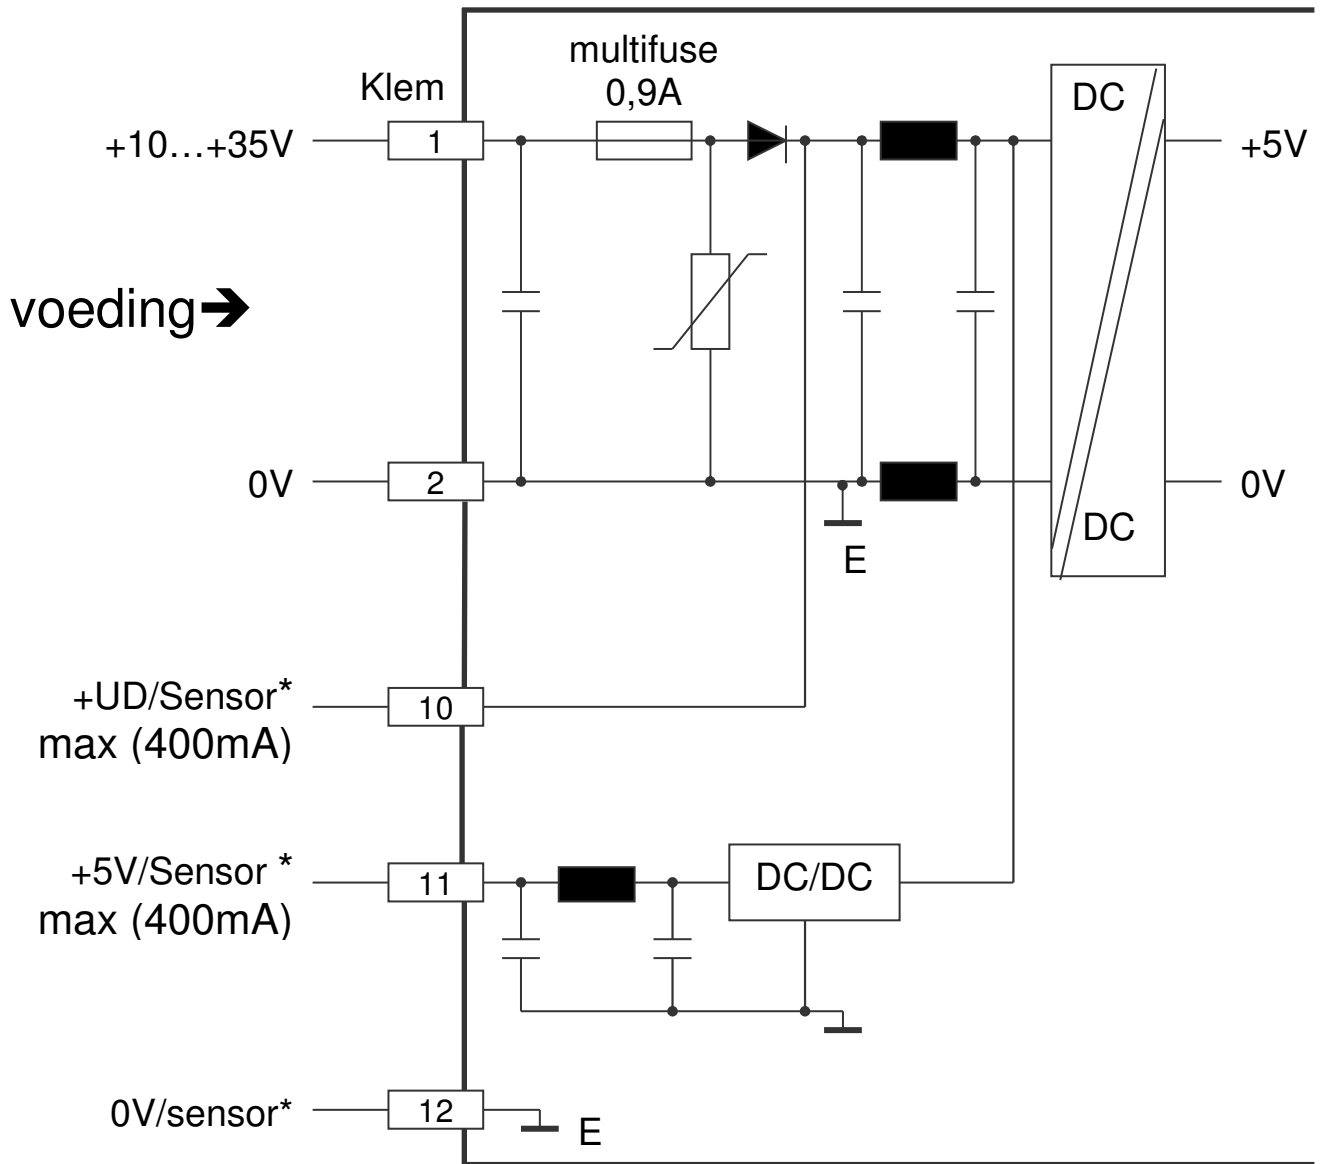 multifuse
0,9A
Klem
DC
+10...+35V
1
+5V
voeding➔
0V
2
0V
DC
E
+UD/Sensor*
10
max (400mA)
+5V/Sensor *
11
DC/DC
max (400mA)
0V/sensor*
12
E